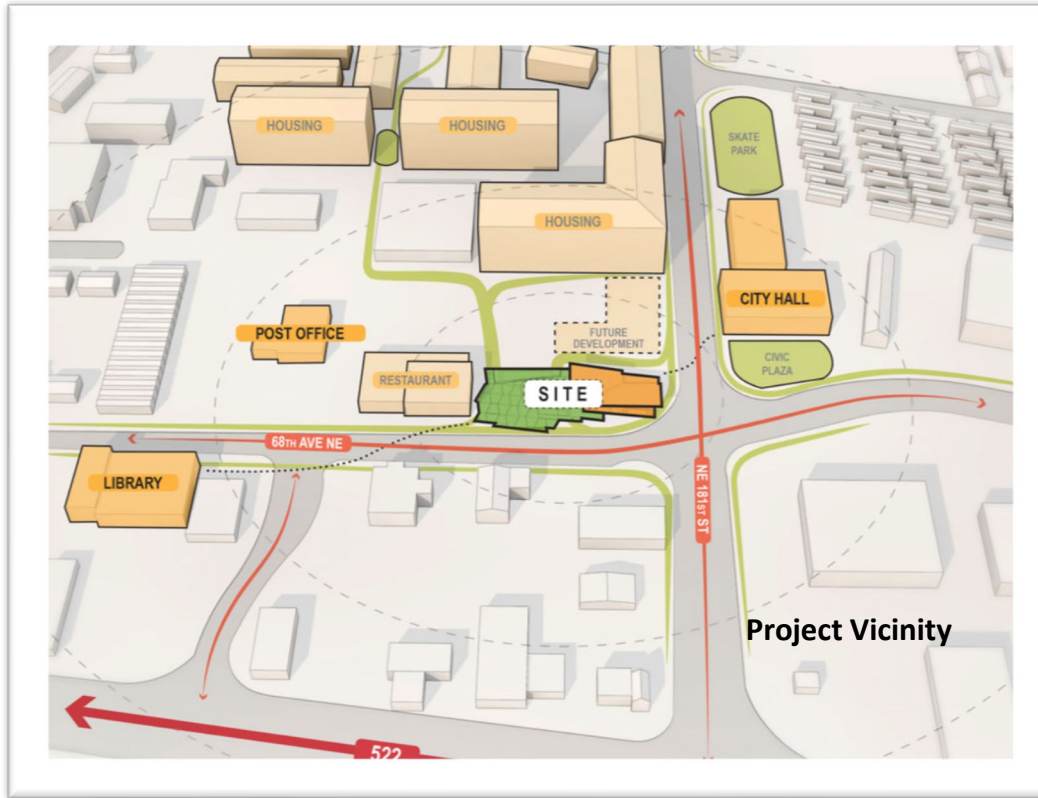 HOUSING
HOUSING
SKATE
PARK
HOUSING
CITY HALL
POST OFFICE
FUTURE
DEVELOPMENT
CIVIC
PLAZA
RESTAURANT
SITE
68TH AVE NE
LIBRARY
NE 181ST ST
Project Vicinity
522